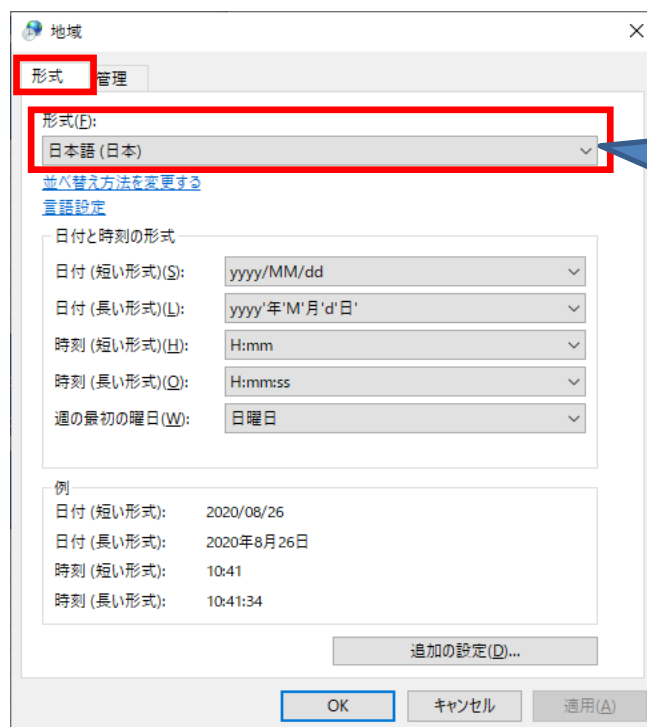 地域
形式 管理
形式(F):
日本語 (日本)
並べ替え方法を変更する
言語設定
日付と時刻の形式
日付 (短い形式)(S): yyyy/MM/dd
日付 (長い形式)(L): yyyy'年'M'月'd'日'
時刻 (短い形式)(H): H:mm
時刻 (長い形式)(O): H:mm:ss
週の最初の曜日(W): 日曜日
例
日付 (短い形式): 2020/08/26
日付 (長い形式): 2020年8月26日
時刻 (短い形式): 10:41
時刻 (長い形式): 10:41:34
追加の設定(D)...
OK キャンセル 適用(A)